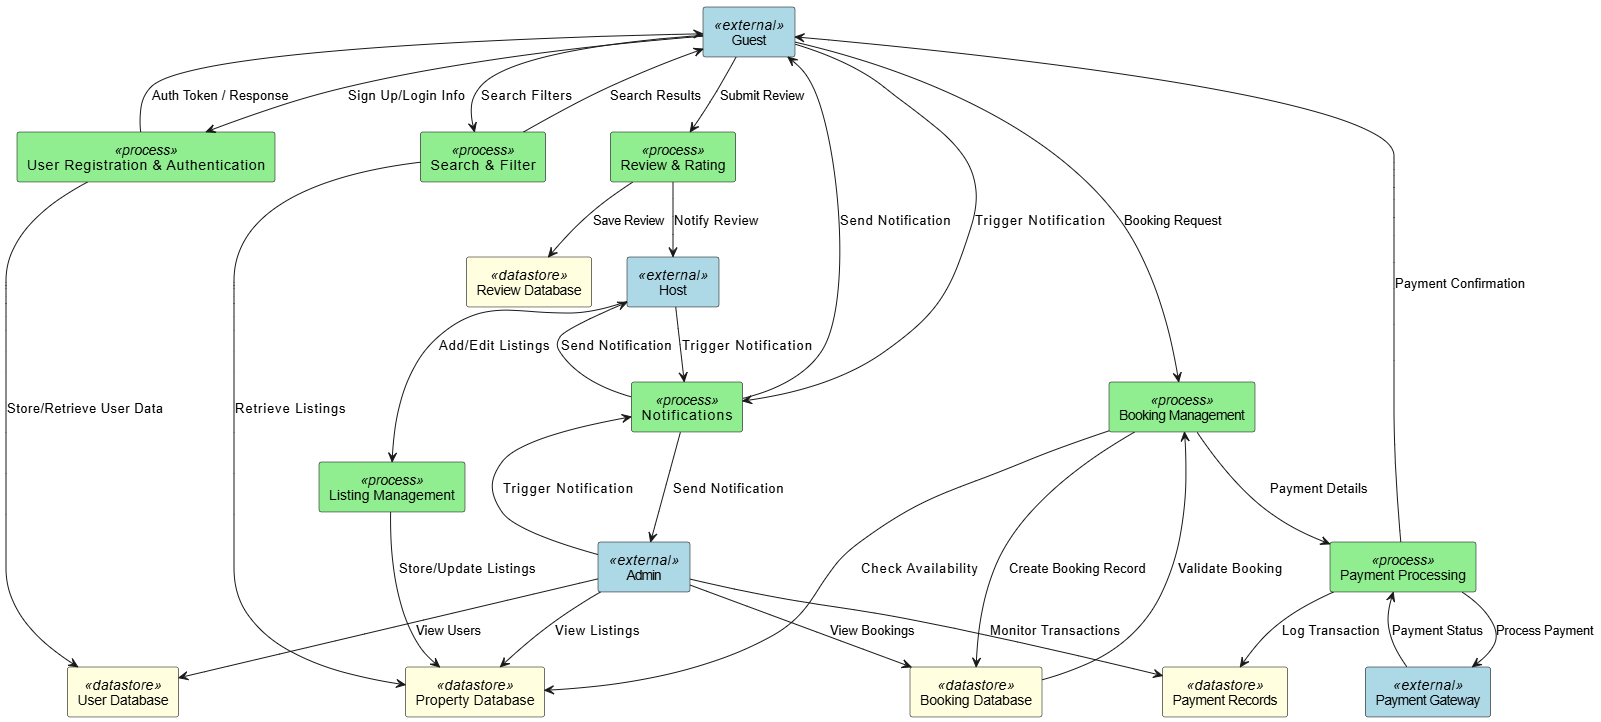 «external»
Guest
Auth Token / Response
Sign Up/Login Info
Search Filters
Search Results
Submit Review
«process»
User Registration & Authentication
«process»
Search & Filter
«process»
Review & Rating
Save Review
Notify Review
Send Notification
Trigger Notification
Booking Request
«datastore»
Review Database
«external»
Host
Payment Confirmation
Add/Edit Listings
Send Notification
Trigger Notification
Store/Retrieve User Data
Retrieve Listings
«process»
Notifications
«process»
Booking Management
«process»
Listing Management
Trigger Notification
Send Notification
Payment Details
Store/Update Listings
«external»
Admin
Check Availability
Create Booking Record
Validate Booking
«process»
Payment Processing
View Users
View Listings
View Bookings
Monitor Transactions
Log Transaction
Payment Status
Process Payment
«datastore»
User Database
«datastore»
Property Database
«datastore»
Booking Database
«datastore»
Payment Records
«external»
Payment Gateway